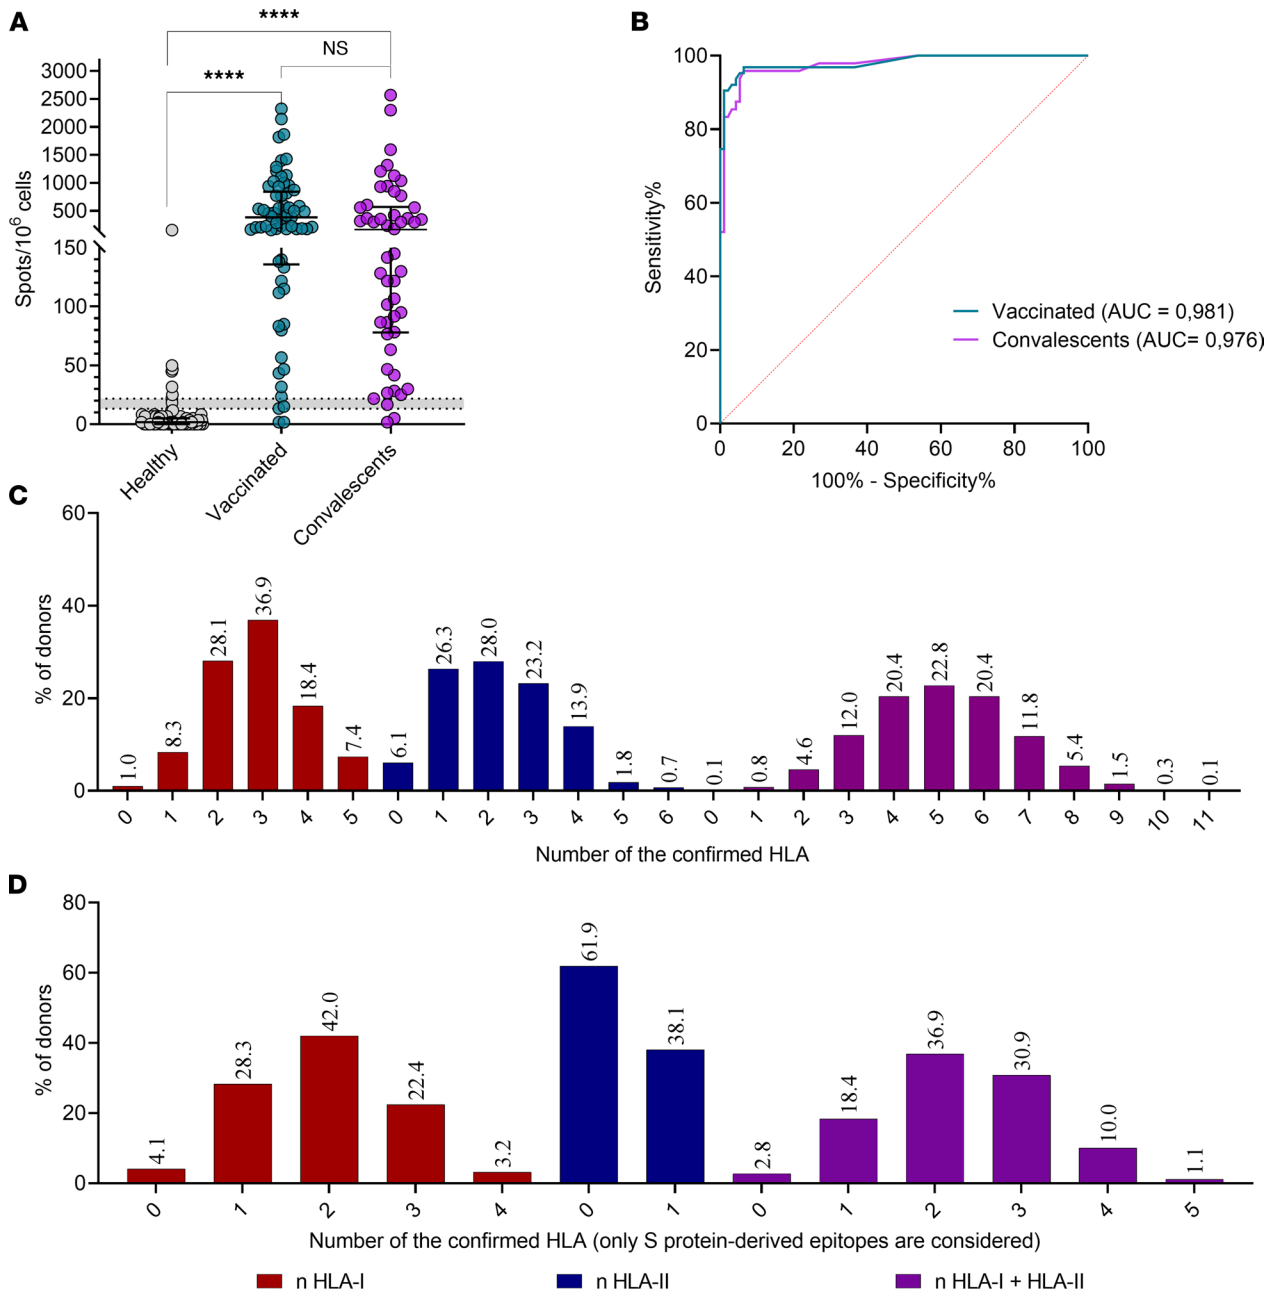 A
****
NS
****
3000
2500
2000
1500
1000
500
150
100
50
0
Spots/10⁶ cells
Healthy
Vaccinated
Convalescents
B
100
80
60
40
20
0
Sensitivity%
Vaccinated (AUC = 0,981)
Convalescents (AUC= 0,976)
0 20 40 60 80 100
100% - Specificity%
C
60
40
20
0
% of donors
1.0 8.3 28.1 36.9 18.4 7.4 6.1 26.3 28.0 23.2 13.9 1.8 0.7 0.1 0.8 4.6 12.0 20.4 22.8 20.4 11.8 5.4 1.5 0.3 0.1
0 1 2 3 4 5 0 1 2 3 4 5 6 0 1 2 3 4 5 6 7 8 9 10 11
Number of the confirmed HLA
D
80
60
40
20
0
% of donors
4.1 28.3 42.0 22.4 3.2 61.9 38.1 2.8 18.4 36.9 30.9 10.0 1.1
0 1 2 3 4 0 1 0 1 2 3 4 5
Number of the confirmed HLA (only S protein-derived epitopes are considered)
n HLA-I n HLA-II n HLA-I + HLA-II